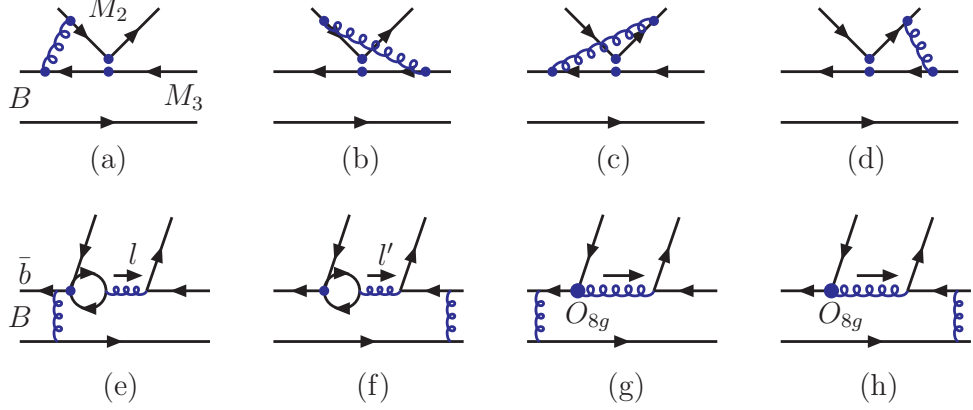 M₂
B
M₃
(a) (b) (c) (d)
b̄ l l′
B O₈g O₈g
(e) (f) (g) (h)